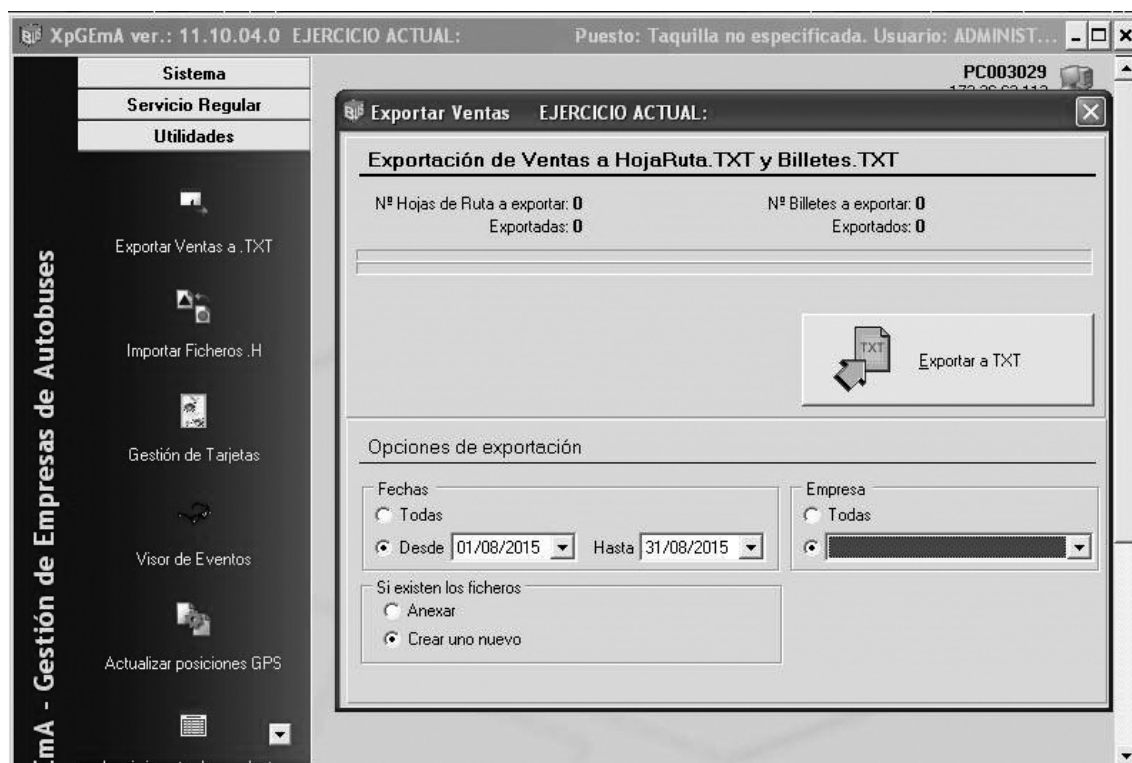 XpGEmA ver.: 11.10.04.0 EJERCICIO ACTUAL: Puesto: Taquilla no especificada. Usuario: ADMINIST...
Sistema
Servicio Regular
Utilidades
Exportar Ventas a .TXT
Importar Ficheros .H
Gestión de Tarjetas
Visor de Eventos
Actualizar posiciones GPS
EmA - Gestión de Empresas de Autobuses
PC003029
Exportar Ventas EJERCICIO ACTUAL:
Exportación de Ventas a HojaRuta.TXT y Billetes.TXT
Nº Hojas de Ruta a exportar: 0 Nº Billetes a exportar: 0
Exportadas: 0 Exportados: 0
TXT
Exportar a TXT
Opciones de exportación
Fechas
Todas
Desde 01/08/2015 Hasta 31/08/2015
Empresa
Todas
Si existen los ficheros
Anexar
Crear uno nuevo